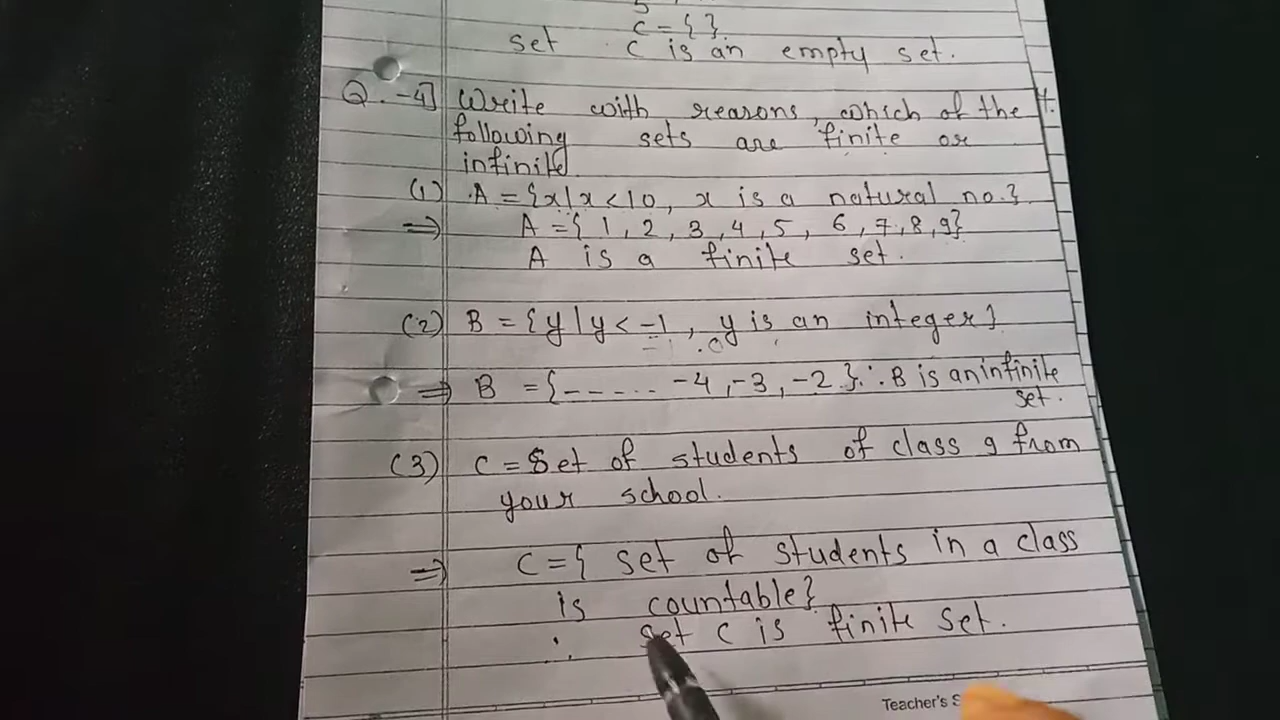 C = { }.
set C is an empty set.
Q.-4] Write with reasons, which of the
following sets are finite or
infinite.
(1) A = {x | x < 10, x is a natural no.}
⇒ A = {1, 2, 3, 4, 5, 6, 7, 8, 9}
A is a finite set.
(2) B = {y | y < -1, y is an integer}
⇒ B = {------ -4, -3, -2} ∴ B is an infinite
set.
(3) C = Set of students of class 9 from
your school.
⇒ C = { set of students in a class
is countable}
∴ set C is finite set.
Teacher's